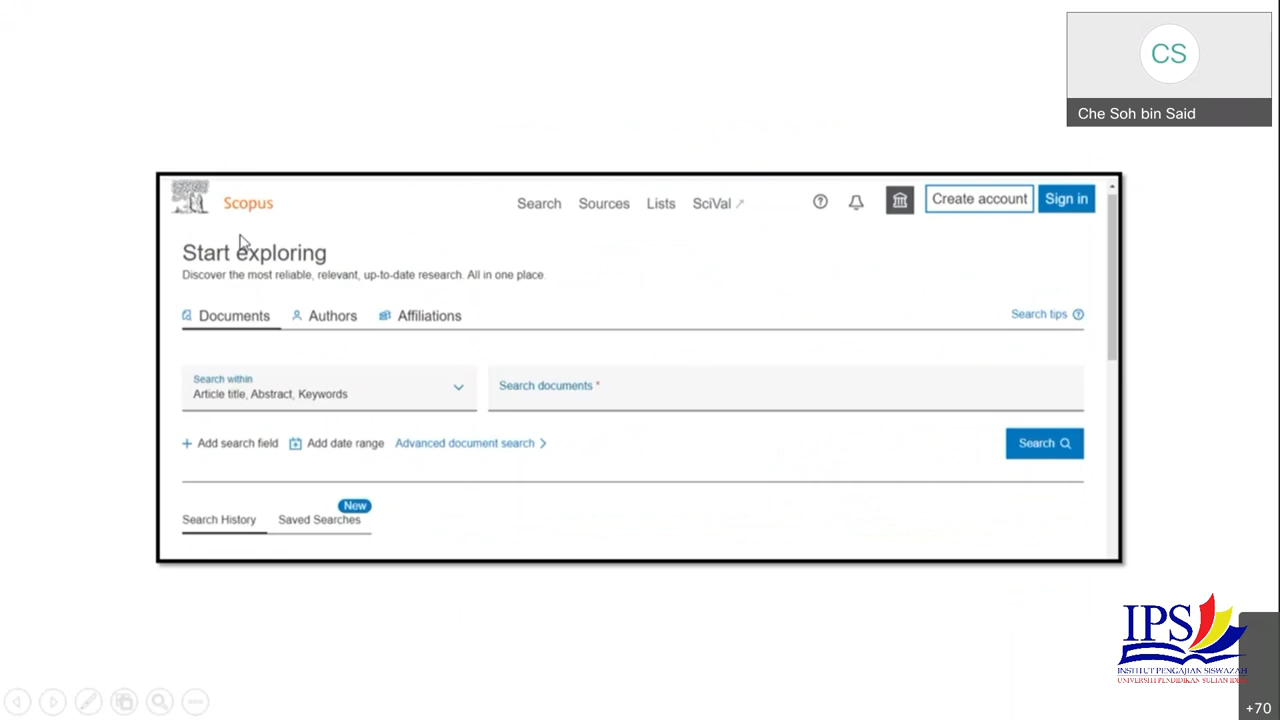 CS
Che Soh bin Said
Scopus
Search Sources Lists SciVal
Create account Sign in
Start exploring
Discover the most reliable, relevant, up-to-date research. All in one place.
Documents Authors Affiliations
Search tips
Search within
Article title, Abstract, Keywords
Search documents *
Add search field Add date range Advanced document search
Search
New
Search History Saved Searches
IPS
INSTITUT PENGAJIAN SISWAZAH
UNIVERSITI PENDIDIKAN SULTAN
+70